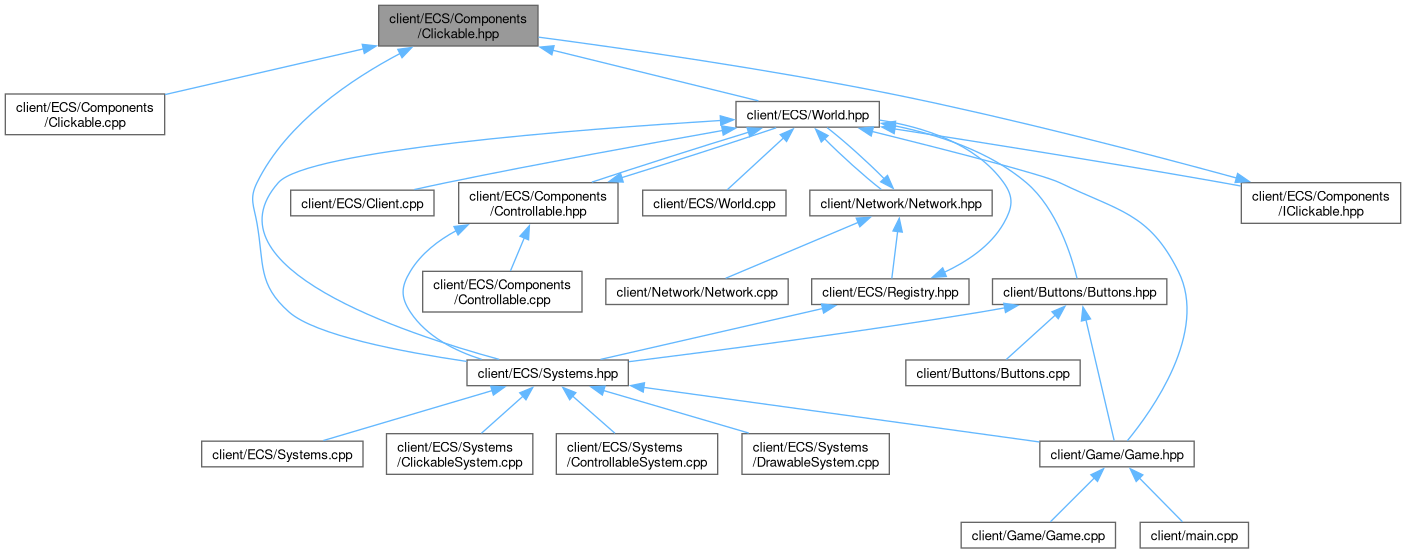 client/ECS/Components
/Clickable.hpp
client/ECS/Components
/Clickable.cpp
client/ECS/World.hpp
client/ECS/Client.cpp
client/ECS/Components
/Controllable.hpp
client/ECS/World.cpp
client/Network/Network.hpp
client/ECS/Components
/IClickable.hpp
client/ECS/Components
/Controllable.cpp
client/Network/Network.cpp
client/ECS/Registry.hpp
client/Buttons/Buttons.hpp
client/ECS/Systems.hpp
client/Buttons/Buttons.cpp
client/ECS/Systems.cpp
client/ECS/Systems
/ClickableSystem.cpp
client/ECS/Systems
/ControllableSystem.cpp
client/ECS/Systems
/DrawableSystem.cpp
client/Game/Game.hpp
client/Game/Game.cpp
client/main.cpp